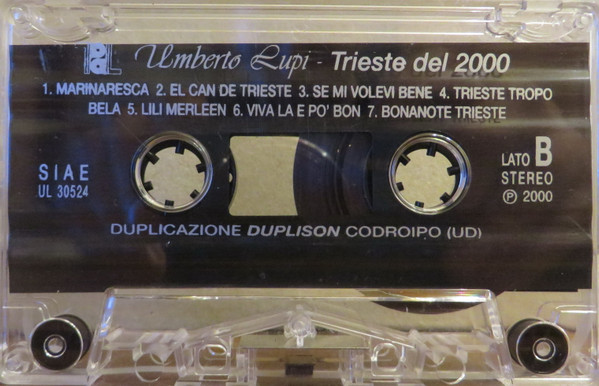 Umberto Lupi - Trieste del 2000
1. MARINARESCA 2. EL CAN DE TRIESTE 3. SE MI VOLEVI BENE 4. TRIESTE TROPO
BELA 5. LILI MERLEEN 6. VIVA LA E PO' BON 7. BONANOTE TRIESTE
SIAE
UL 30524
LATO B
STEREO
℗ 2000
DUPLICAZIONE DUPLISON CODROIPO (UD)